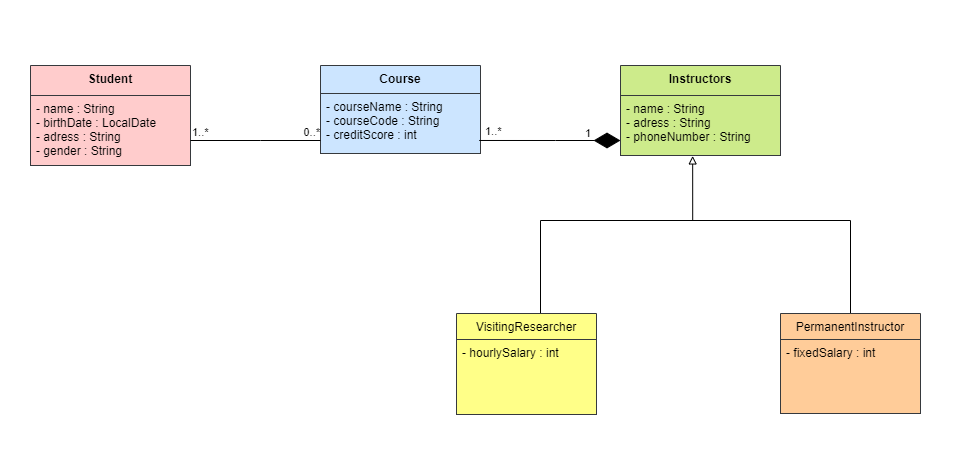 Student
- name : String
- birthDate : LocalDate
- adress : String
- gender : String
1..*
0..*
Course
- courseName : String
- courseCode : String
- creditScore : int
1..*
1
Instructors
- name : String
- adress : String
- phoneNumber : String
VisitingResearcher
- hourlySalary : int
PermanentInstructor
- fixedSalary : int